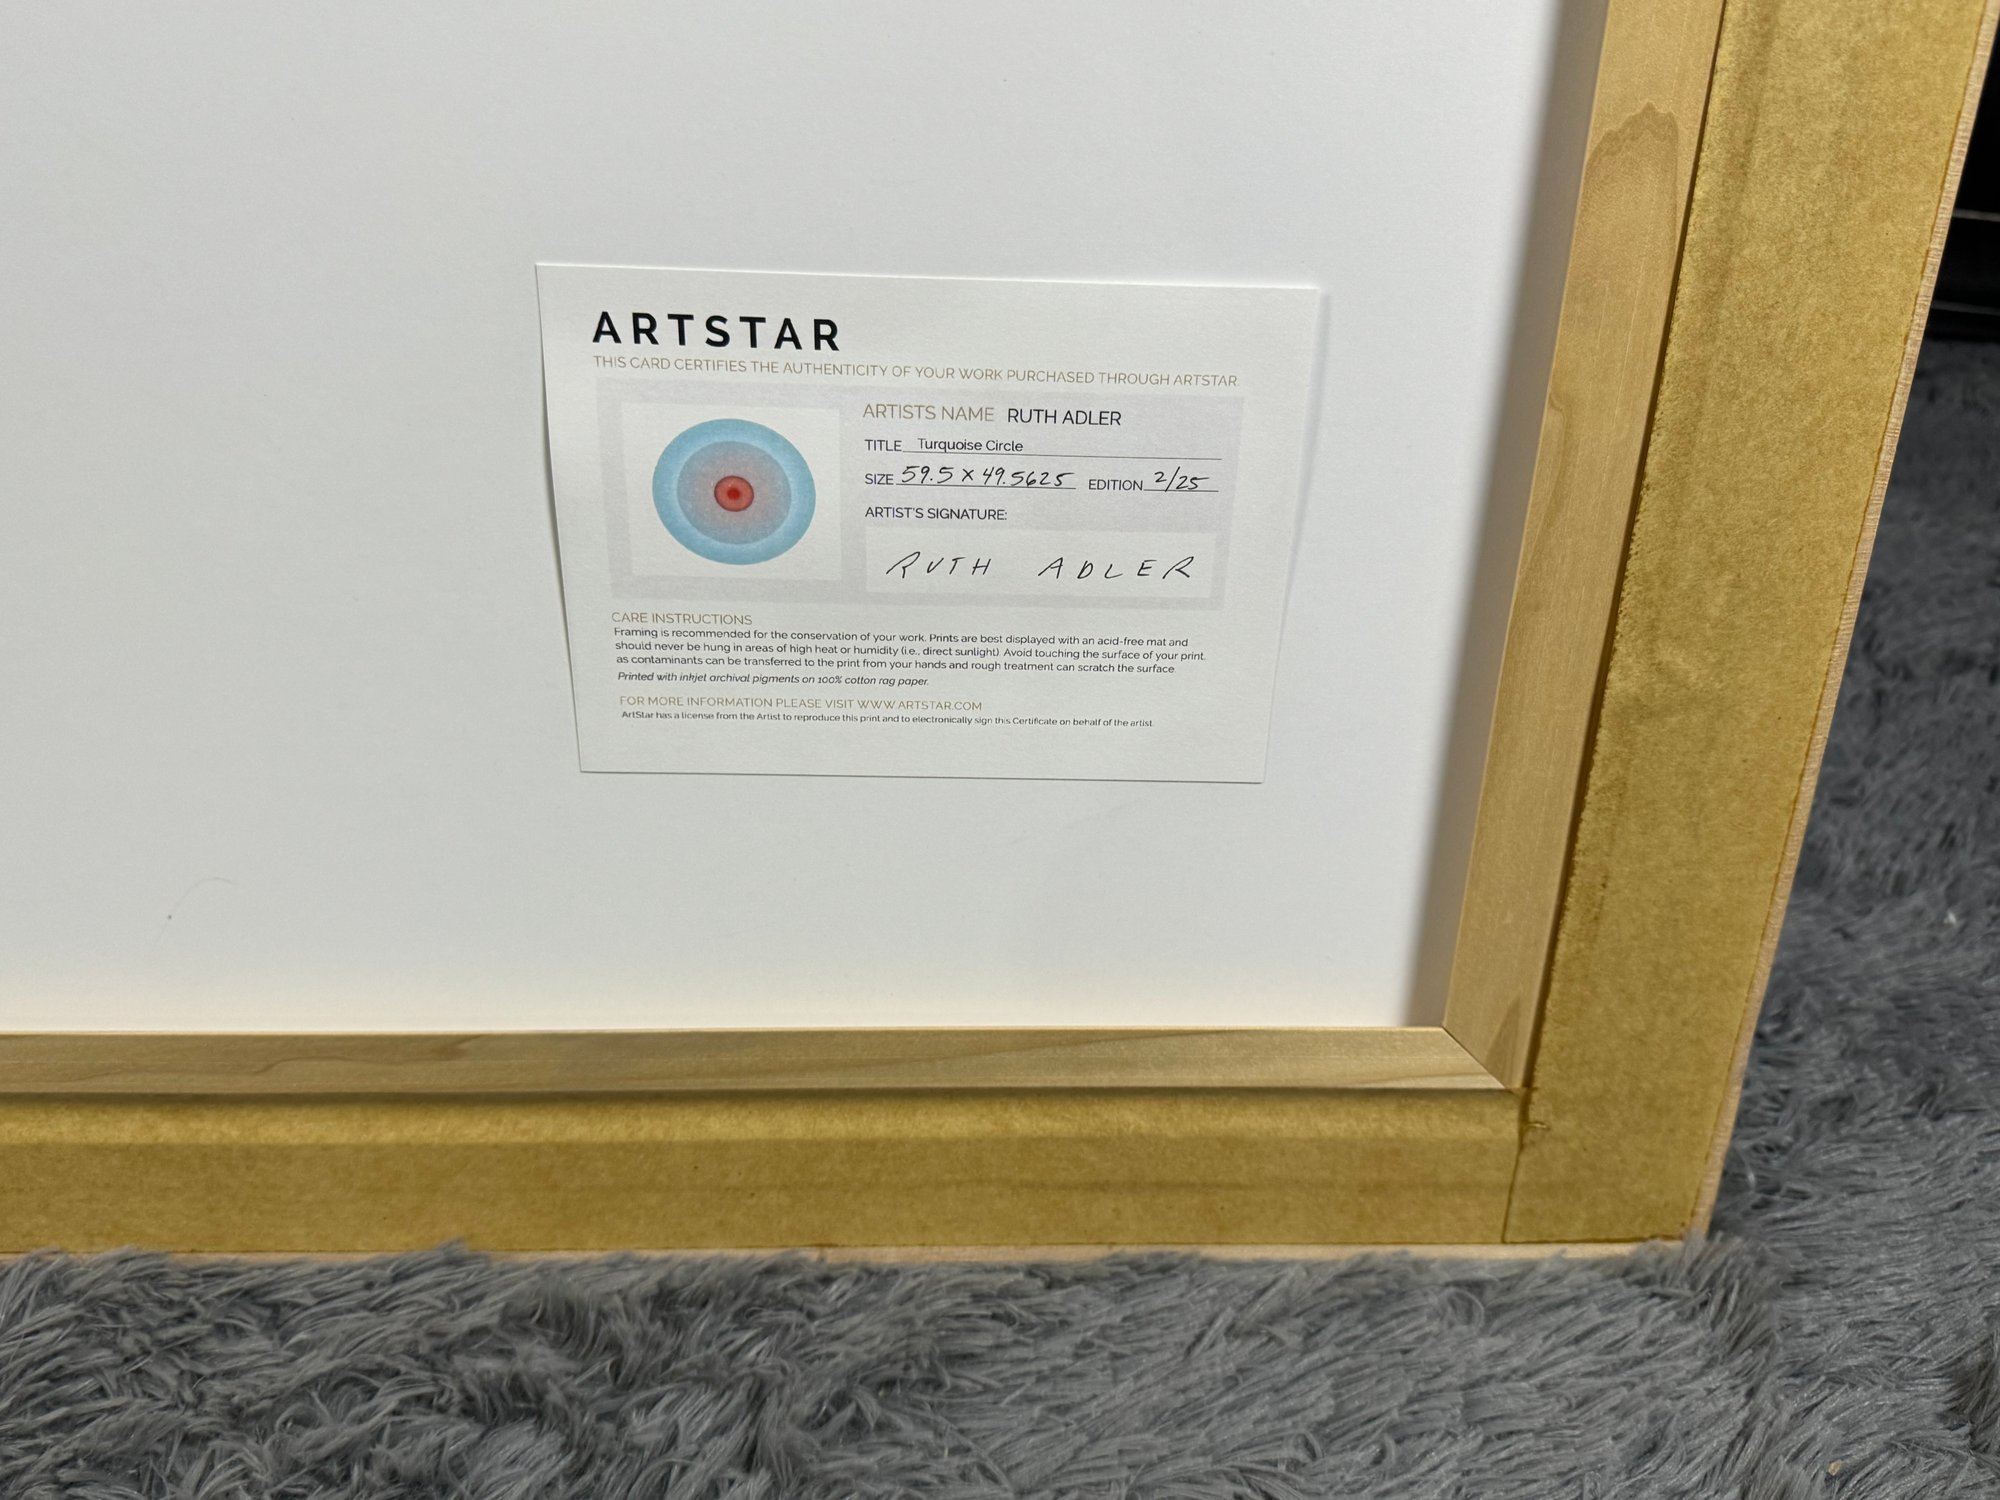 ARTSTAR
THIS CARD CERTIFIES THE AUTHENTICITY OF YOUR WORK PURCHASED THROUGH ARTSTAR.
ARTISTS NAME RUTH ADLER
TITLE Turquoise Circle
SIZE 59.5 x 49.5625 EDITION 2/25
ARTIST'S SIGNATURE:
RUTH ADLER
CARE INSTRUCTIONS
Framing is recommended for the conservation of your work. Prints are best displayed with an acid-free mat and
should never be hung in areas of high heat or humidity (i.e., direct sunlight). Avoid touching the surface of your print,
as contaminants can be transferred to the print from your hands and rough treatment can scratch the surface.
Printed with inkjet archival pigments on 100% cotton rag paper.
FOR MORE INFORMATION PLEASE VISIT WWW.ARTSTAR.COM
ArtStar has a license from the Artist to reproduce this print and to electronically sign this Certificate on behalf of the artist.